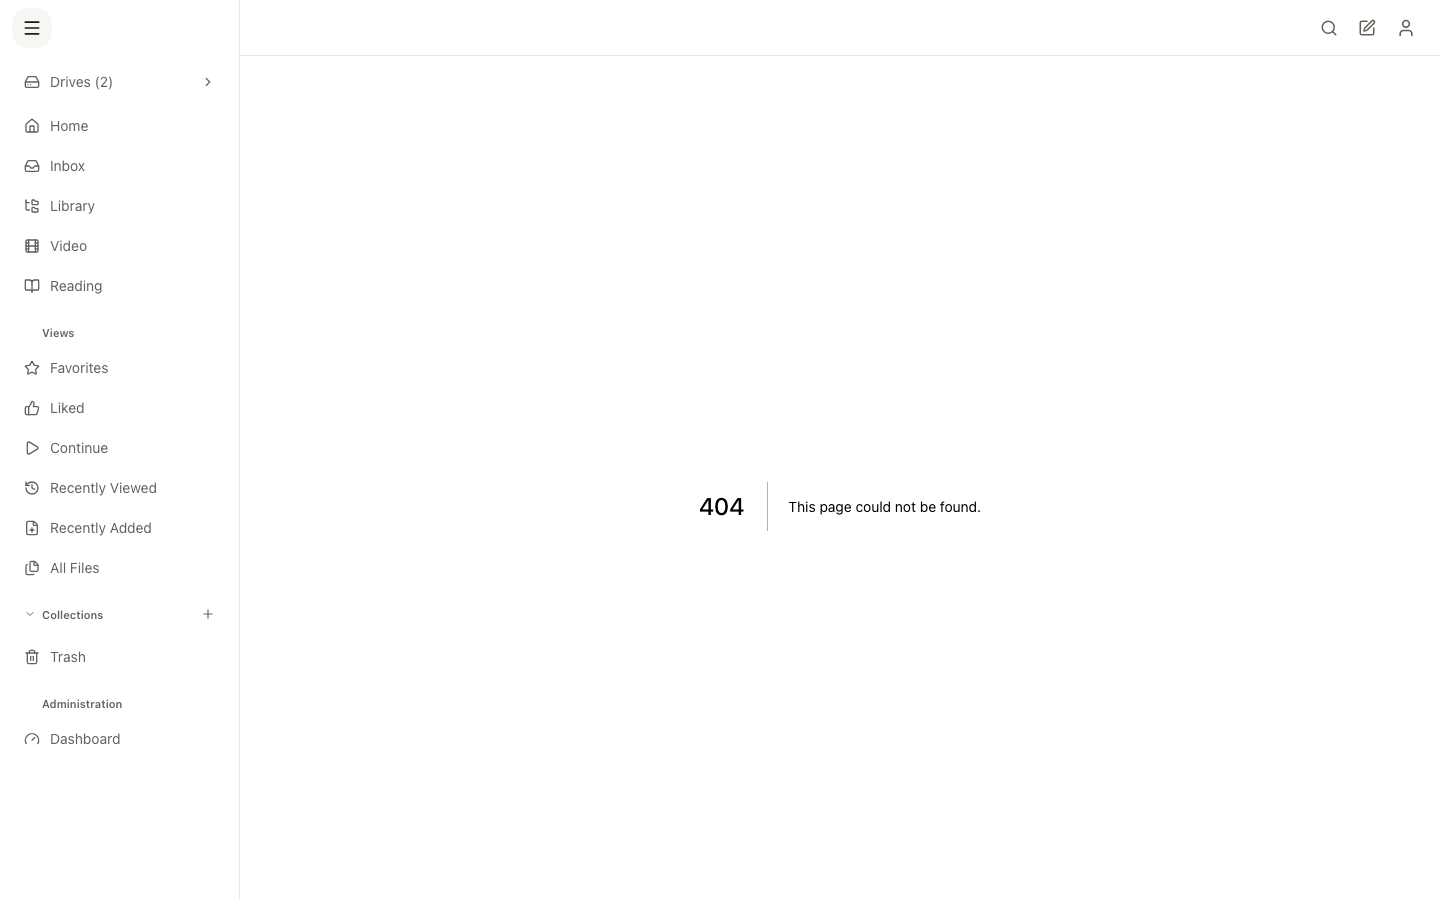 Drives (2)
Home
Inbox
Library
Video
Reading
Views
Favorites
Liked
Continue
Recently Viewed
Recently Added
All Files
Collections
Trash
Administration
Dashboard
404
This page could not be found.